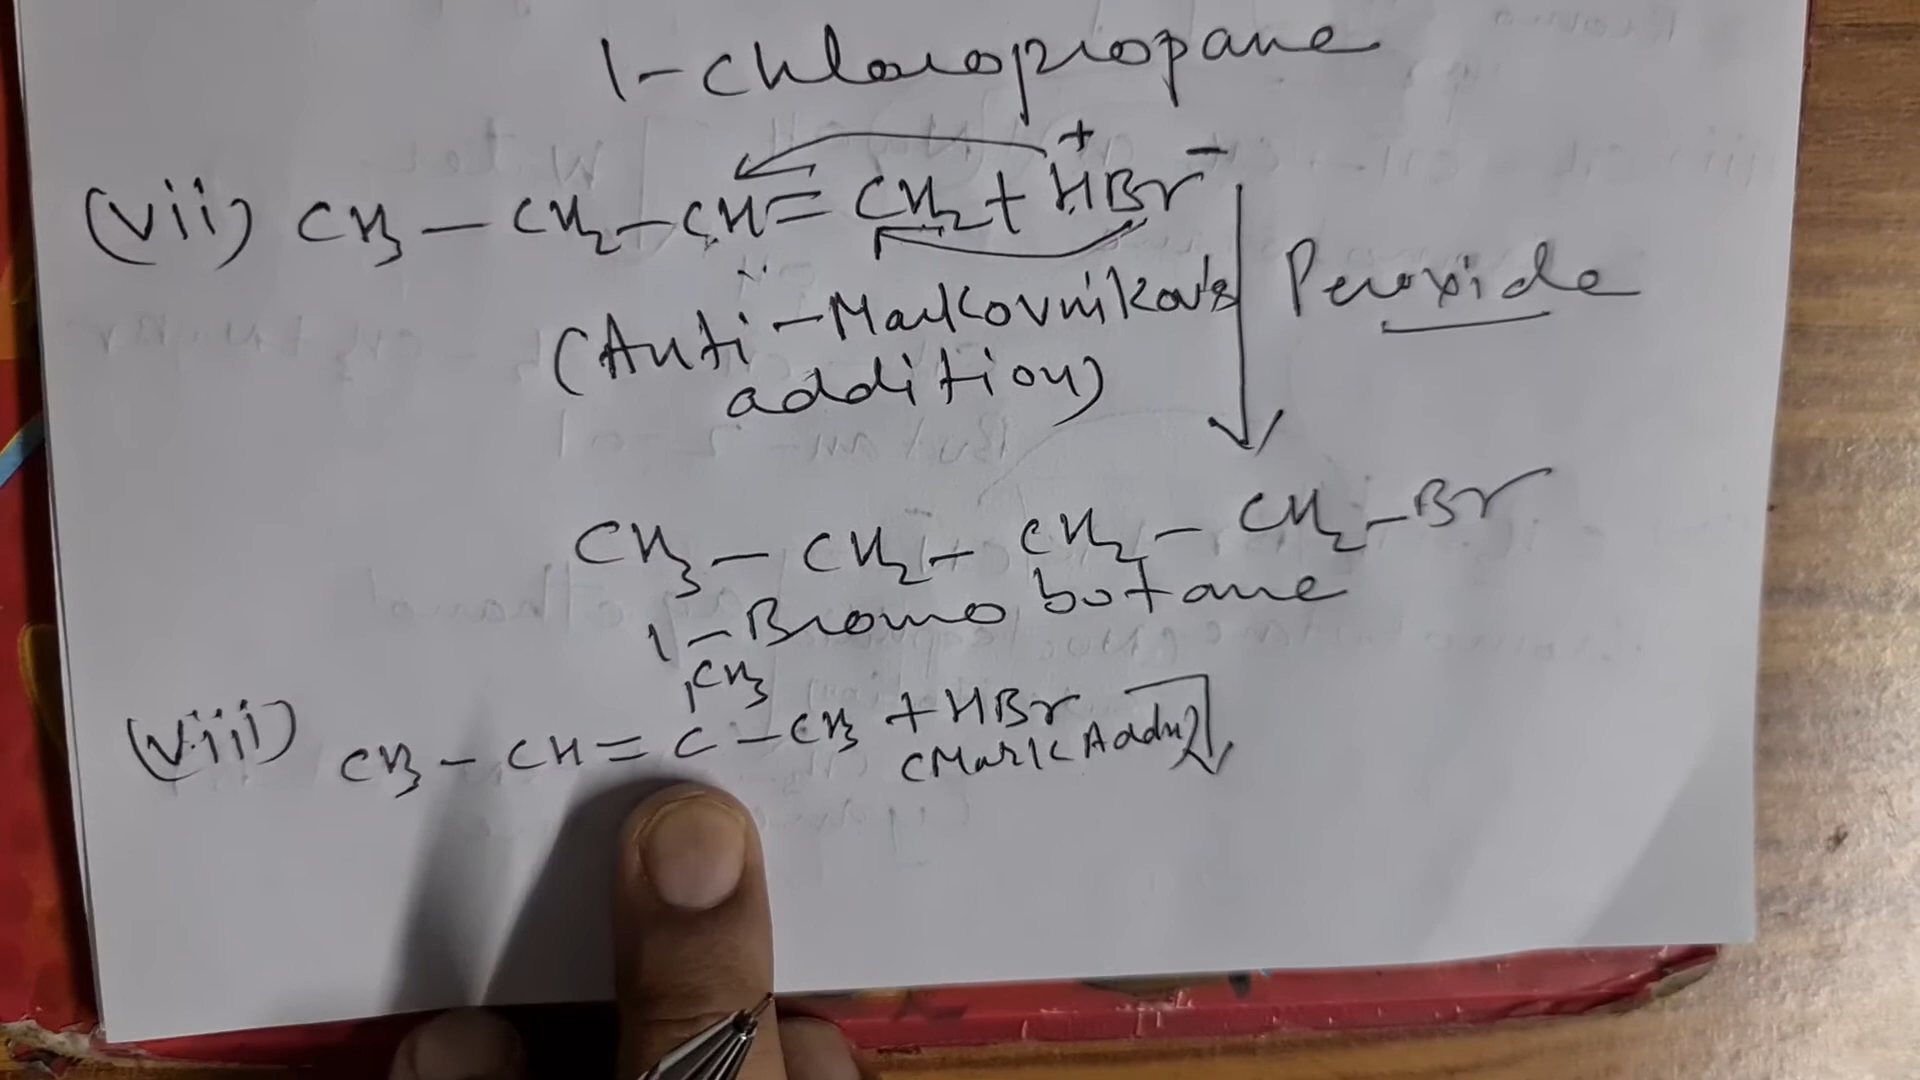 1-chloropropane
(vii) CH3 — CH2 — CH = CH2 + H+Br− Peroxide
(Anti-Markovnikov's
addition)
CH3 — CH2 — CH2 — CH2 — Br
1-Bromo butane
CH3
(viii) CH3 — CH = C — CH3 + HBr
(Mark Addn)